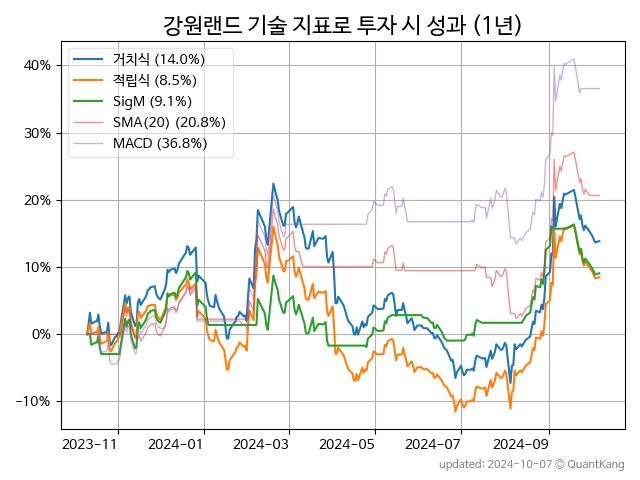 강원랜드 기술 지표로 투자 시 성과 (1년)
거치식 (14.0%)
적립식 (8.5%)
SigM (9.1%)
SMA(20) (20.8%)
MACD (36.8%)
40%
30%
20%
10%
0%
−10%
2023−11
2024−01
2024−03
2024−05
2024−07
2024−09
updated: 2024-10-07 © QuantKang